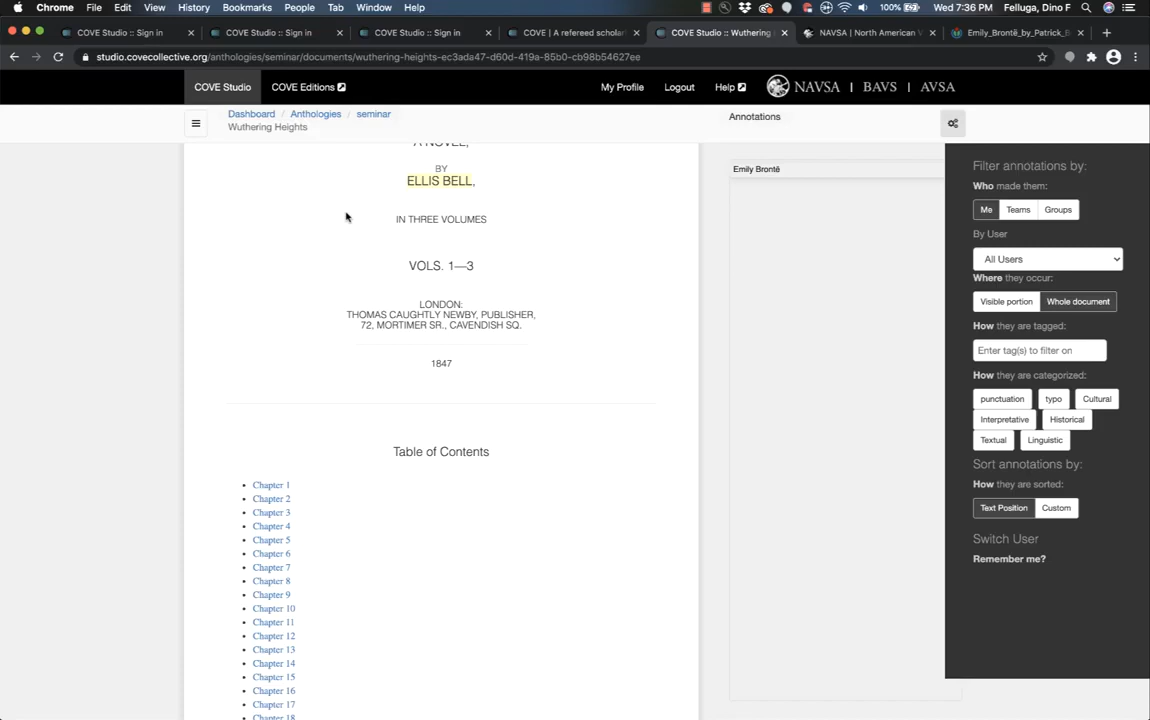 Chrome File Edit View History Bookmarks People Tab Window Help 100% Wed 7:36 PM Felluga, Dino F
COVE Studio :: Sign in × COVE Studio :: Sign in × COVE Studio :: Sign in × COVE | A refereed scholar × COVE Studio :: Wuthering × NAVSA | North American V × Emily_Brontë_by_Patrick_B × +
studio.covecollective.org/anthologies/seminar/documents/wuthering-heights-ec3ada47-d60d-419a-85b0-cb98b54627ee
COVE Studio COVE Editions My Profile Logout Help NAVSA | BAVS | AVSA
Dashboard / Anthologies / seminar
Wuthering Heights
Annotations
A NOVEL,
BY
ELLIS BELL,
IN THREE VOLUMES
VOLS. 1—3
LONDON:
THOMAS CAUGHTLY NEWBY, PUBLISHER,
72, MORTIMER SR., CAVENDISH SQ.
1847
Table of Contents
• Chapter 1
• Chapter 2
• Chapter 3
• Chapter 4
• Chapter 5
• Chapter 6
• Chapter 7
• Chapter 8
• Chapter 9
• Chapter 10
• Chapter 11
• Chapter 12
• Chapter 13
• Chapter 14
• Chapter 15
• Chapter 16
• Chapter 17
• Chapter 18
Emily Brontë
Filter annotations by:
Who made them:
Me Teams Groups
By User
All Users
Where they occur:
Visible portion Whole document
How they are tagged:
Enter tag(s) to filter on
How they are categorized:
punctuation typo Cultural
Interpretative Historical
Textual Linguistic
Sort annotations by:
How they are sorted:
Text Position Custom
Switch User
Remember me?